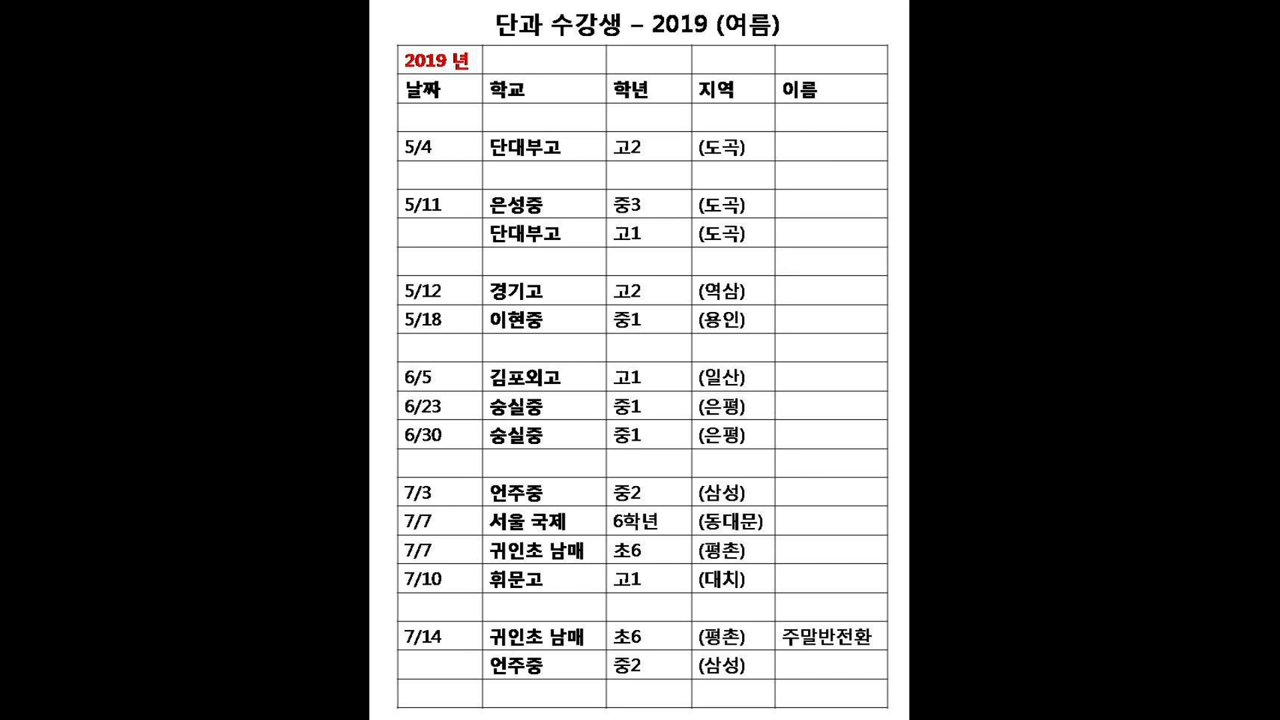 단과 수강생 – 2019 (여름)
2019 년
날짜 학교 학년 지역 이름
5/4 단대부고 고2 (도곡)
5/11 은성중 중3 (도곡)
단대부고 고1 (도곡)
5/12 경기고 고2 (역삼)
5/18 이현중 중1 (용인)
6/5 김포외고 고1 (일산)
6/23 숭실중 중1 (은평)
6/30 숭실중 중1 (은평)
7/3 언주중 중2 (삼성)
7/7 서울 국제 6학년 (동대문)
7/7 귀인초 남매 초6 (평촌)
7/10 휘문고 고1 (대치)
7/14 귀인초 남매 초6 (평촌) 주말반전환
언주중 중2 (삼성)